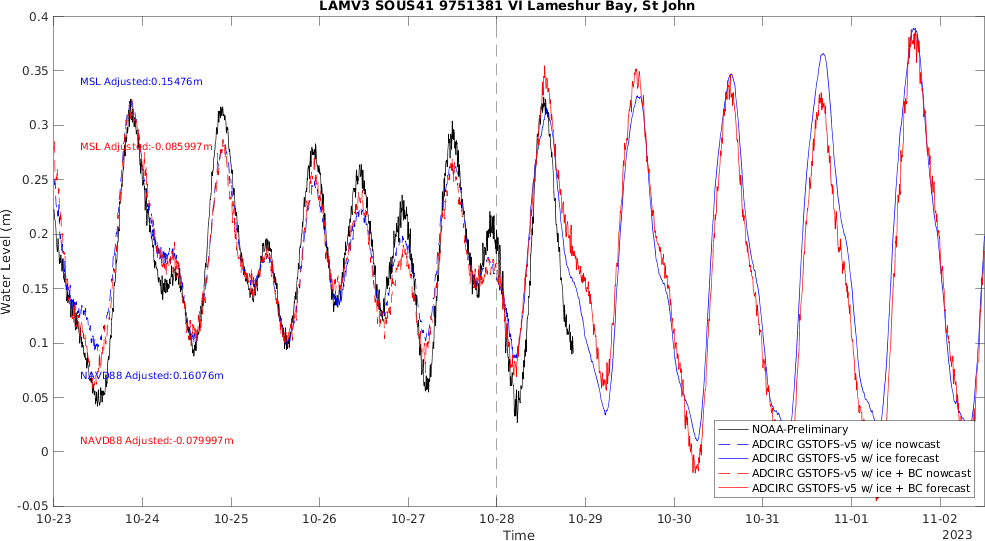 LAMV3 SOUS41 9751381 VI Lameshur Bay, St John
0.4
0.35
0.3
0.25
0.2
0.15
0.1
0.05
0
-0.05
Water Level (m)
MSL Adjusted:0.15476m
MSL Adjusted:-0.085997m
NAVD88 Adjusted:0.16076m
NAVD88 Adjusted:-0.079997m
NOAA-Preliminary
ADCIRC GSTOFS-v5 w/ ice nowcast
ADCIRC GSTOFS-v5 w/ ice forecast
ADCIRC GSTOFS-v5 w/ ice + BC nowcast
ADCIRC GSTOFS-v5 w/ ice + BC forecast
10-23 10-24 10-25 10-26 10-27 10-28 10-29 10-30 10-31 11-01 11-02
Time
2023